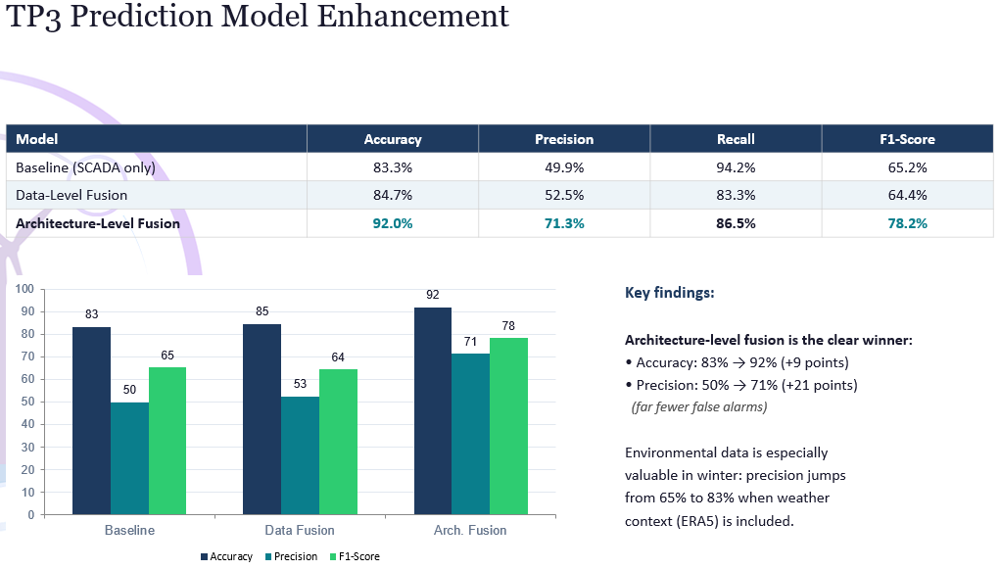 TP3 Prediction Model Enhancement
Model Accuracy Precision Recall F1-Score
Baseline (SCADA only) 83.3% 49.9% 94.2% 65.2%
Data-Level Fusion 84.7% 52.5% 83.3% 64.4%
Architecture-Level Fusion 92.0% 71.3% 86.5% 78.2%
100
90
80
70
60
50
40
30
20
10
0
83
50
65
85
53
64
92
71
78
Baseline Data Fusion Arch. Fusion
Accuracy Precision F1-Score
Key findings:
Architecture-level fusion is the clear winner:
• Accuracy: 83% → 92% (+9 points)
• Precision: 50% → 71% (+21 points)
(far fewer false alarms)
Environmental data is especially
valuable in winter: precision jumps
from 65% to 83% when weather
context (ERA5) is included.